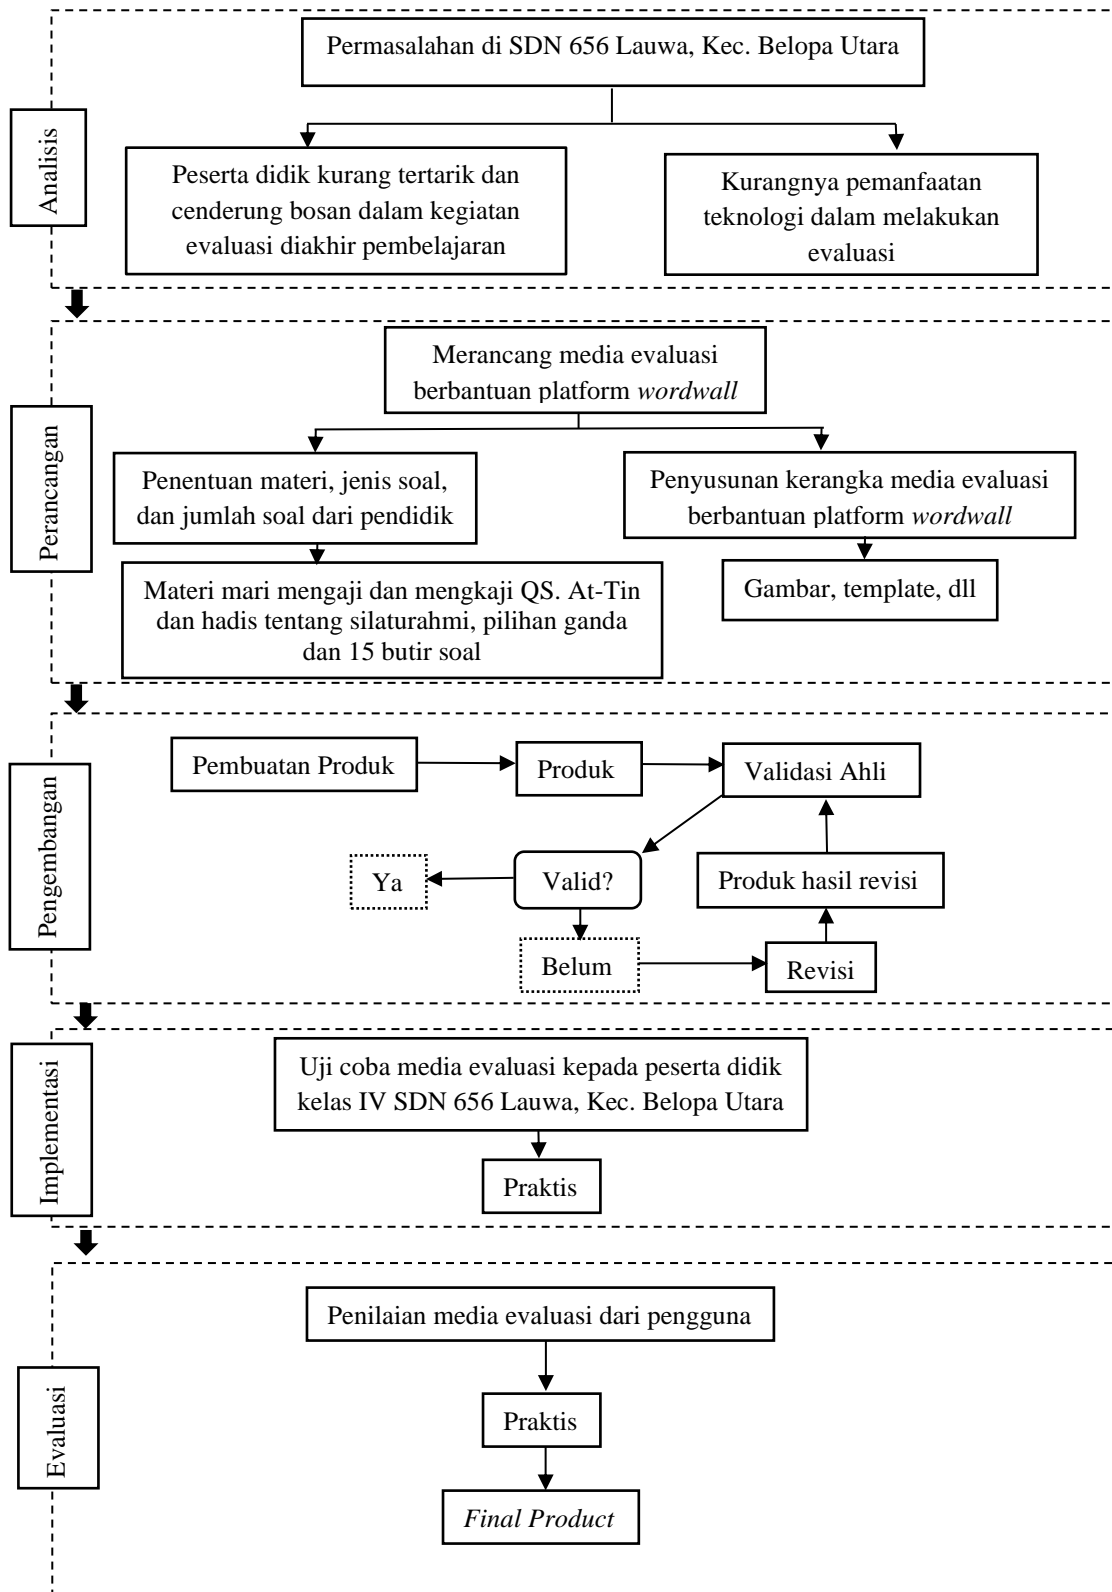 Permasalahan di SDN 656 Lauwa, Kec. Belopa Utara
Analisis
Peserta didik kurang tertarik dan
cenderung bosan dalam kegiatan
evaluasi diakhir pembelajaran
Kurangnya pemanfaatan
teknologi dalam melakukan
evaluasi
Merancang media evaluasi
berbantuan platform wordwall
Perancangan
Penentuan materi, jenis soal,
dan jumlah soal dari pendidik
Penyusunan kerangka media evaluasi
berbantuan platform wordwall
Materi mari mengaji dan mengkaji QS. At-Tin
dan hadis tentang silaturahmi, pilihan ganda
dan 15 butir soal
Gambar, template, dll
Pengembangan
Pembuatan Produk
Produk
Validasi Ahli
Ya
Valid?
Produk hasil revisi
Belum
Revisi
Implementasi
Uji coba media evaluasi kepada peserta didik
kelas IV SDN 656 Lauwa, Kec. Belopa Utara
Praktis
Penilaian media evaluasi dari pengguna
Evaluasi
Praktis
Final Product